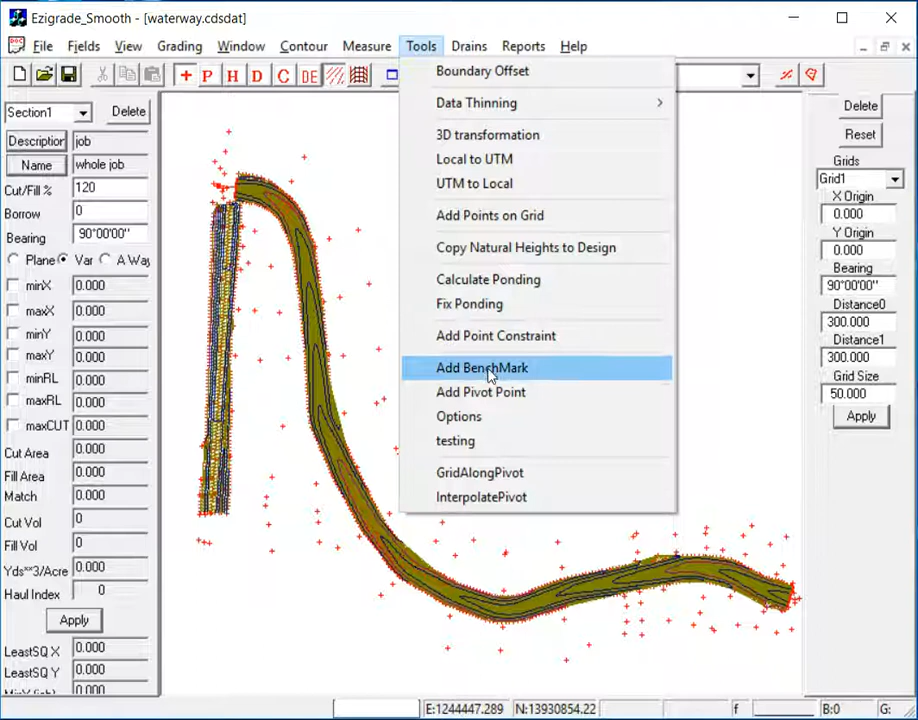 Ezigrade_Smooth - [waterway.cdsdat]
File Fields View Grading Window Contour Measure Tools Drains Reports Help
+ P H D C DE
Section1 Delete
Description job
Name whole job
Cut/Fill % 120
Borrow 0
Bearing 90°00'00"
Plane Var A Way
minX 0.000
maxX 0.000
minY 0.000
maxY 0.000
minRL 0.000
maxRL 0.000
maxCUT 0.000
Cut Area 0.000
Fill Area 0.000
Match 0.000
Cut Vol 0
Fill Vol 0
Yds**3/Acre 0.000
Haul Index 0
Apply
LeastSQ X 0.000
LeastSQ Y 0.000
Boundary Offset
Data Thinning
3D transformation
Local to UTM
UTM to Local
Add Points on Grid
Copy Natural Heights to Design
Calculate Ponding
Fix Ponding
Add Point Constraint
Add BenchMark
Add Pivot Point
Options
testing
GridAlongPivot
InterpolatePivot
Delete
Reset
Grids
Grid1
X Origin
0.000
Y Origin
0.000
Bearing
90°00'00"
Distance0
300.000
Distance1
300.000
Grid Size
50.000
Apply
E:1244447.289 N:13930854.22 f B:0 G: